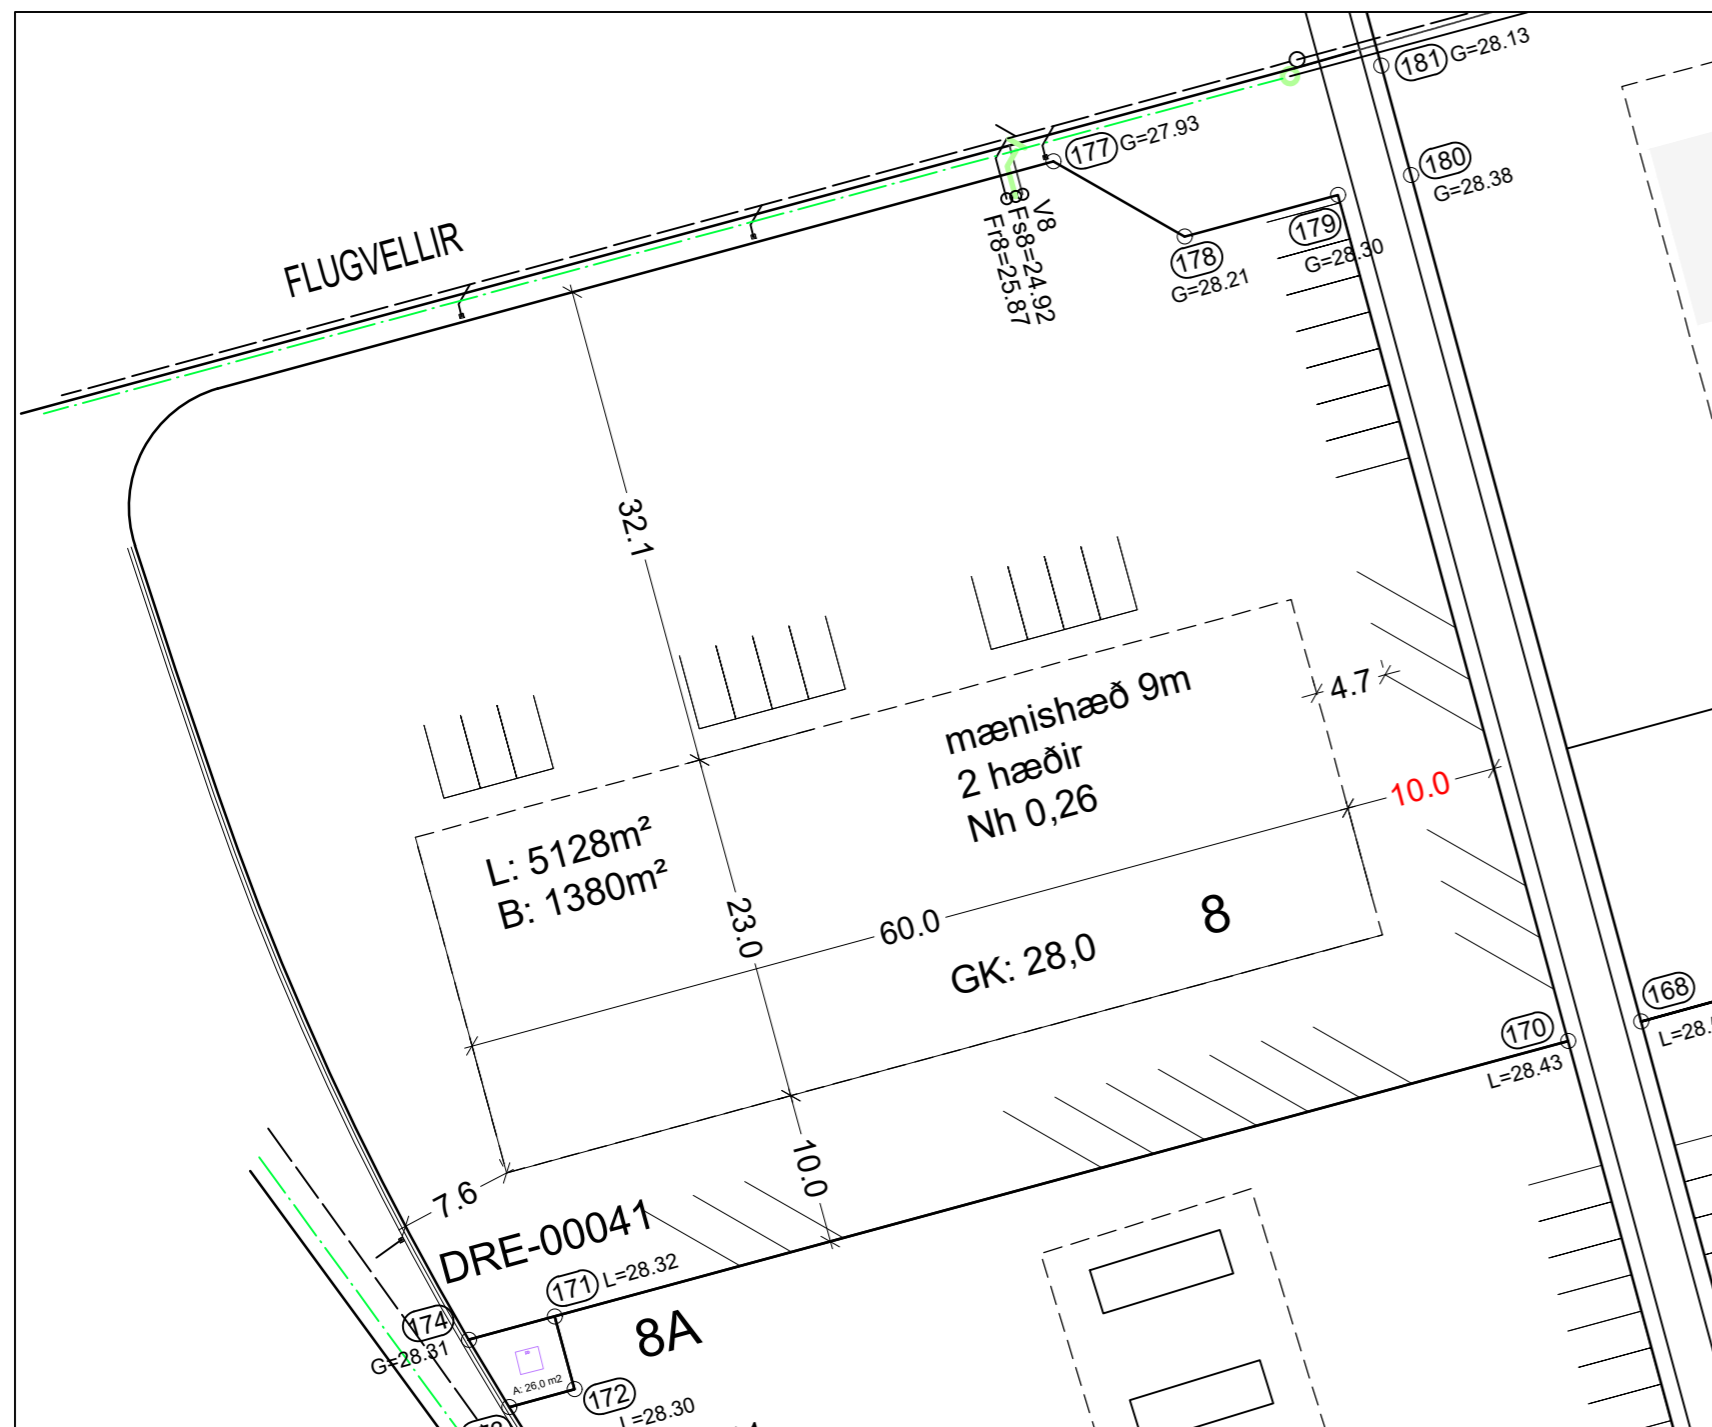 181 G=28.13
177 G=27.93
180
G=28.38
179
G=28.30
178
G=28.21
V8
Fs8=24.92
Fr8=25.87
FLUGVELLIR
32.1
mænishæð 9m
2 hæðir
Nh 0,26
4.7
10.0
L: 5128m²
B: 1380m²
23.0
60.0
8
GK: 28,0
168
L=28.
170
L=28.43
10.0
7.6
DRE-00041
171 L=28.32
174
G=28.31
8A
A: 26,0 m2
172
L=28.30